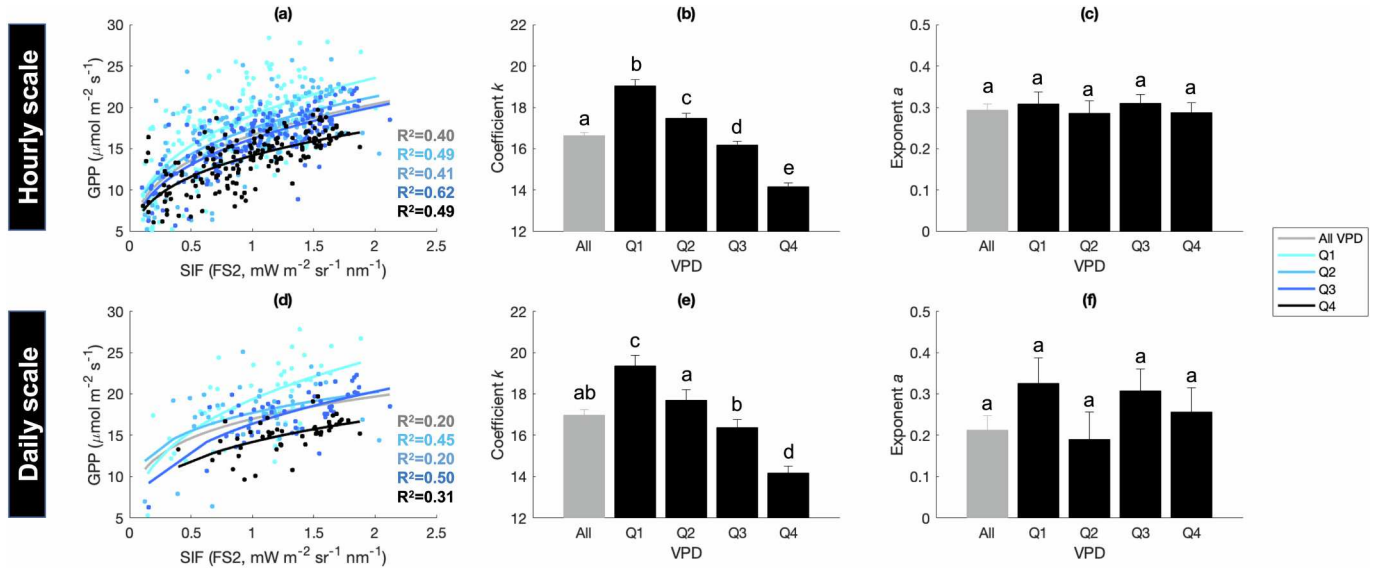 Hourly scale
(a)
30
25
20
15
10
5
0
0.5
1
1.5
2
2.5
GPP (μmol m⁻² s⁻¹)
SIF (FS2, mW m⁻² sr⁻¹ nm⁻¹)
R²=0.40
R²=0.49
R²=0.41
R²=0.62
R²=0.49
(b)
22
20
18
16
14
12
Coefficient k
a
b
c
d
e
All Q1 Q2 Q3 Q4
VPD
(c)
0.5
0.4
0.3
0.2
0.1
0
Exponent a
a
a
a
a
a
All Q1 Q2 Q3 Q4
VPD
All VPD
Q1
Q2
Q3
Q4
Daily scale
(d)
30
25
20
15
10
5
0
0.5
1
1.5
2
2.5
GPP (μmol m⁻² s⁻¹)
SIF (FS2, mW m⁻² sr⁻¹ nm⁻¹)
R²=0.20
R²=0.45
R²=0.20
R²=0.50
R²=0.31
(e)
22
20
18
16
14
12
Coefficient k
ab
c
a
b
d
All Q1 Q2 Q3 Q4
VPD
(f)
0.5
0.4
0.3
0.2
0.1
0
Exponent a
a
a
a
a
a
All Q1 Q2 Q3 Q4
VPD